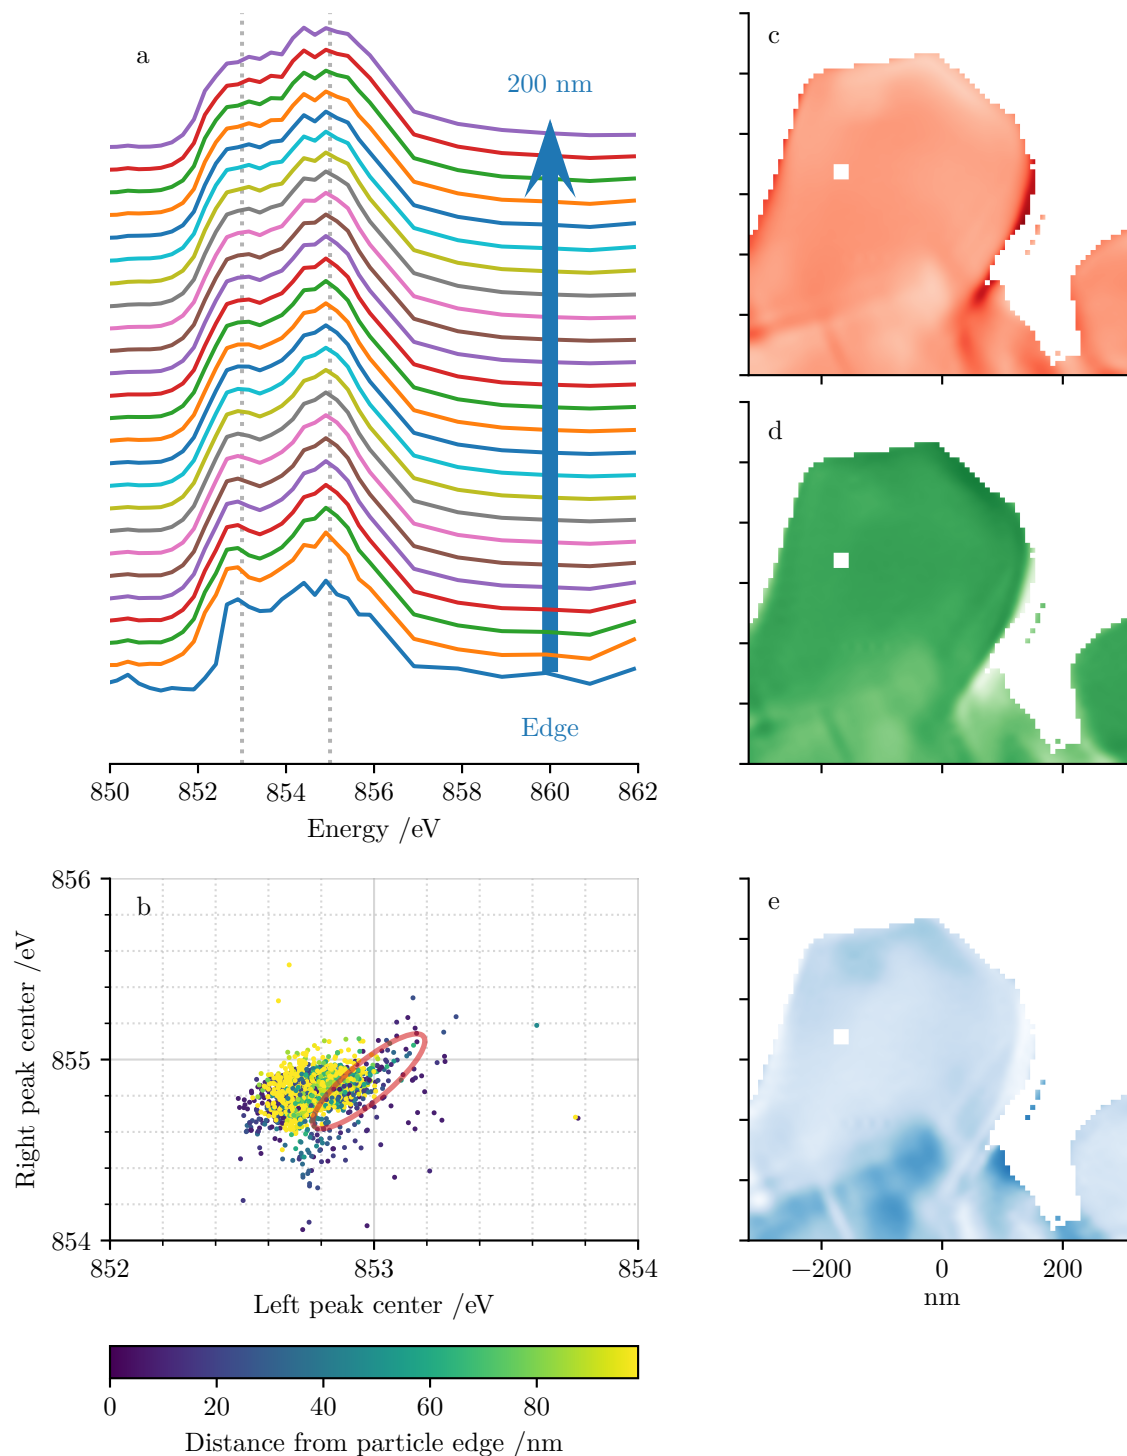 a
200 nm
Edge
850 852 854 856 858 860 862
Energy /eV
c
d
b
856
855
854
Right peak center /eV
852 853 854
Left peak center /eV
0 20 40 60 80
Distance from particle edge /nm
e
−200 0 200
nm